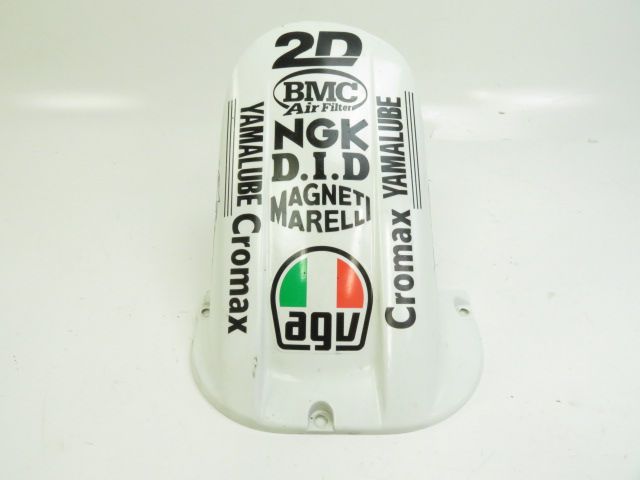 2D
BMC
Air Filter
NGK
D.I.D
MAGNETI
MARELLI
agv
YAMALUBE Cromax
Cromax YAMALUBE